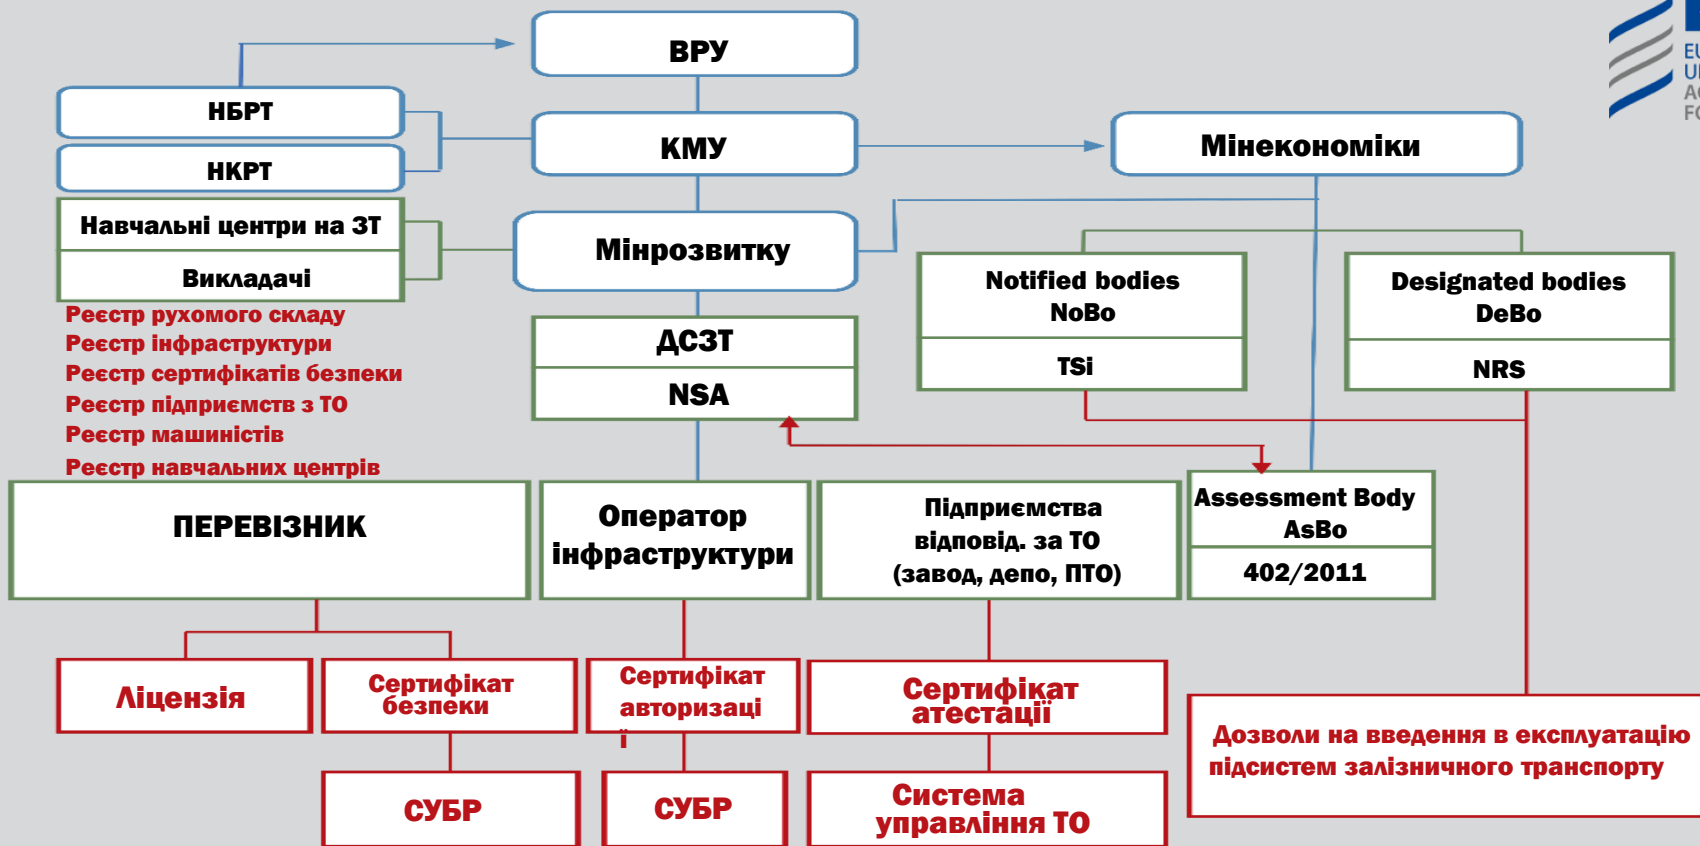 ВРУ
НБРТ
НКРТ
КМУ
Мінекономіки
Навчальні центри на ЗТ
Викладачі
Мінрозвитку
Реєстр рухомого складу
Реєстр інфраструктури
Реєстр сертифікатів безпеки
Реєстр підприємств з ТО
Реєстр машиністів
Реєстр навчальних центрів
ДСЗТ
NSA
Notified bodies
NoBo
TSi
Designated bodies
DeBo
NRS
ПЕРЕВІЗНИК
Оператор
інфраструктури
Підприємства
відповід. за ТО
(завод, депо, ПТО)
Assessment Body
AsBo
402/2011
Ліцензія
Сертифікат
безпеки
Сертифікат
авторизаці
ї
Сертифікат
атестації
Дозволи на введення в експлуатацію
підсистем залізничного транспорту
СУБР
СУБР
Система
управління ТО